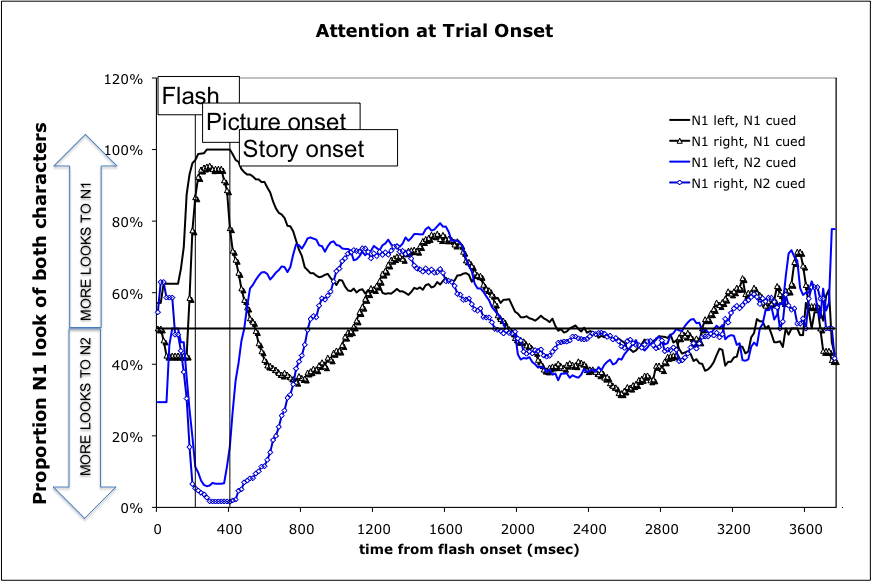 Attention at Trial Onset
120%
100%
80%
60%
40%
20%
0%
Flash
Picture onset
Story onset
N1 left, N1 cued
N1 right, N1 cued
N1 left, N2 cued
N1 right, N2 cued
Proportion N1 look of both characters
MORE LOOKS TO N1
MORE LOOKS TO N2
0 400 800 1200 1600 2000 2400 2800 3200 3600
time from flash onset (msec)